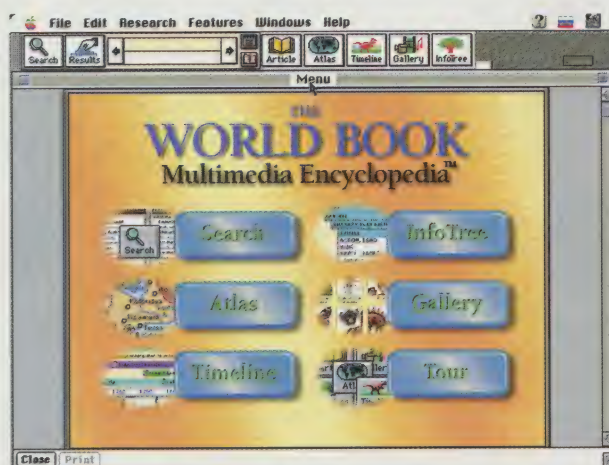 File Edit Research Features Windows Help
Search Results Article Atlas Timeline Gallery InfoTree
Menu
THE
WORLD BOOK
Multimedia Encyclopedia™
Search
Search
InfoTree
Atlas
Gallery
Timeline
Tour
Close Print